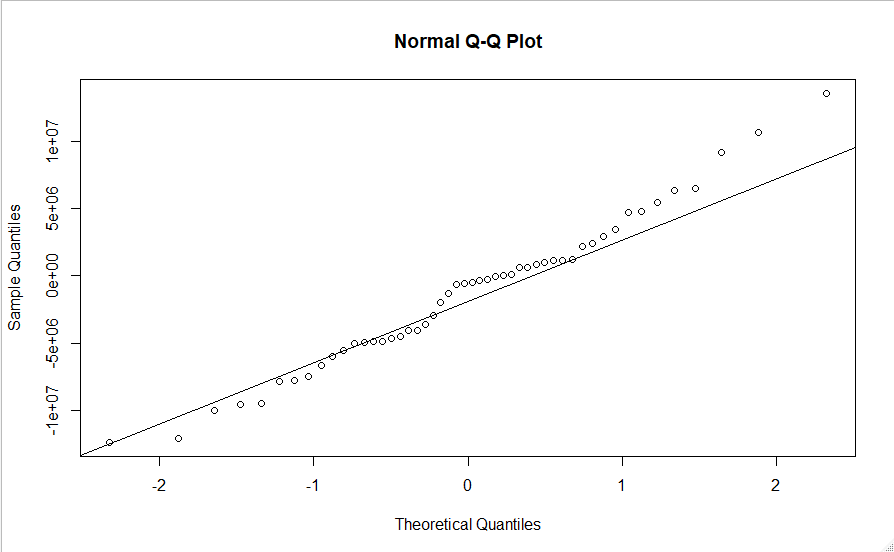 Normal Q-Q Plot
Sample Quantiles
1e+07
5e+06
0e+00
-5e+06
-1e+07
-2 -1 0 1 2
Theoretical Quantiles